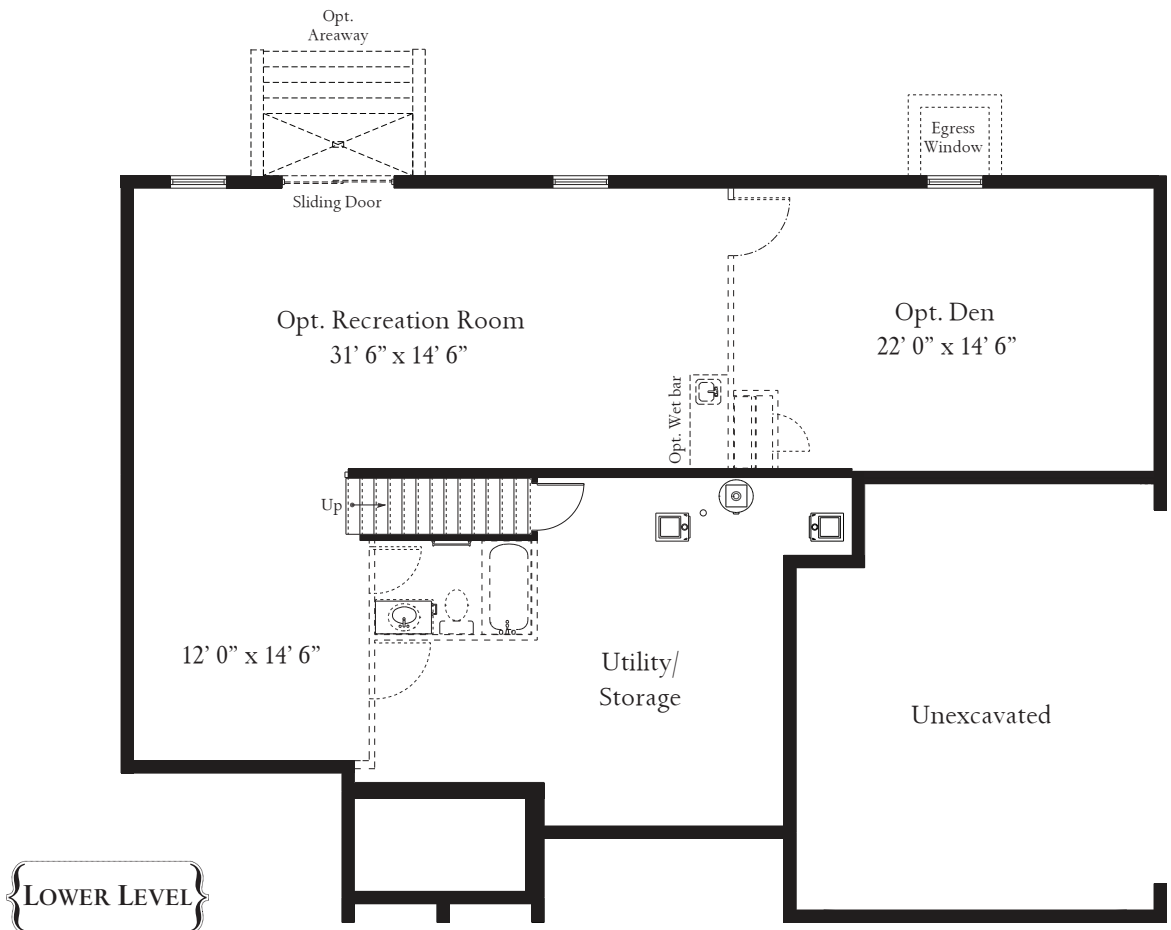 Opt.
Areaway
Egress
Window
Sliding Door
Opt. Recreation Room
31’ 6” x 14’ 6”
Opt. Den
22’ 0” x 14’ 6”
Opt. Wet bar
Up
12’ 0” x 14’ 6”
Utility/
Storage
Unexcavated
LOWER LEVEL